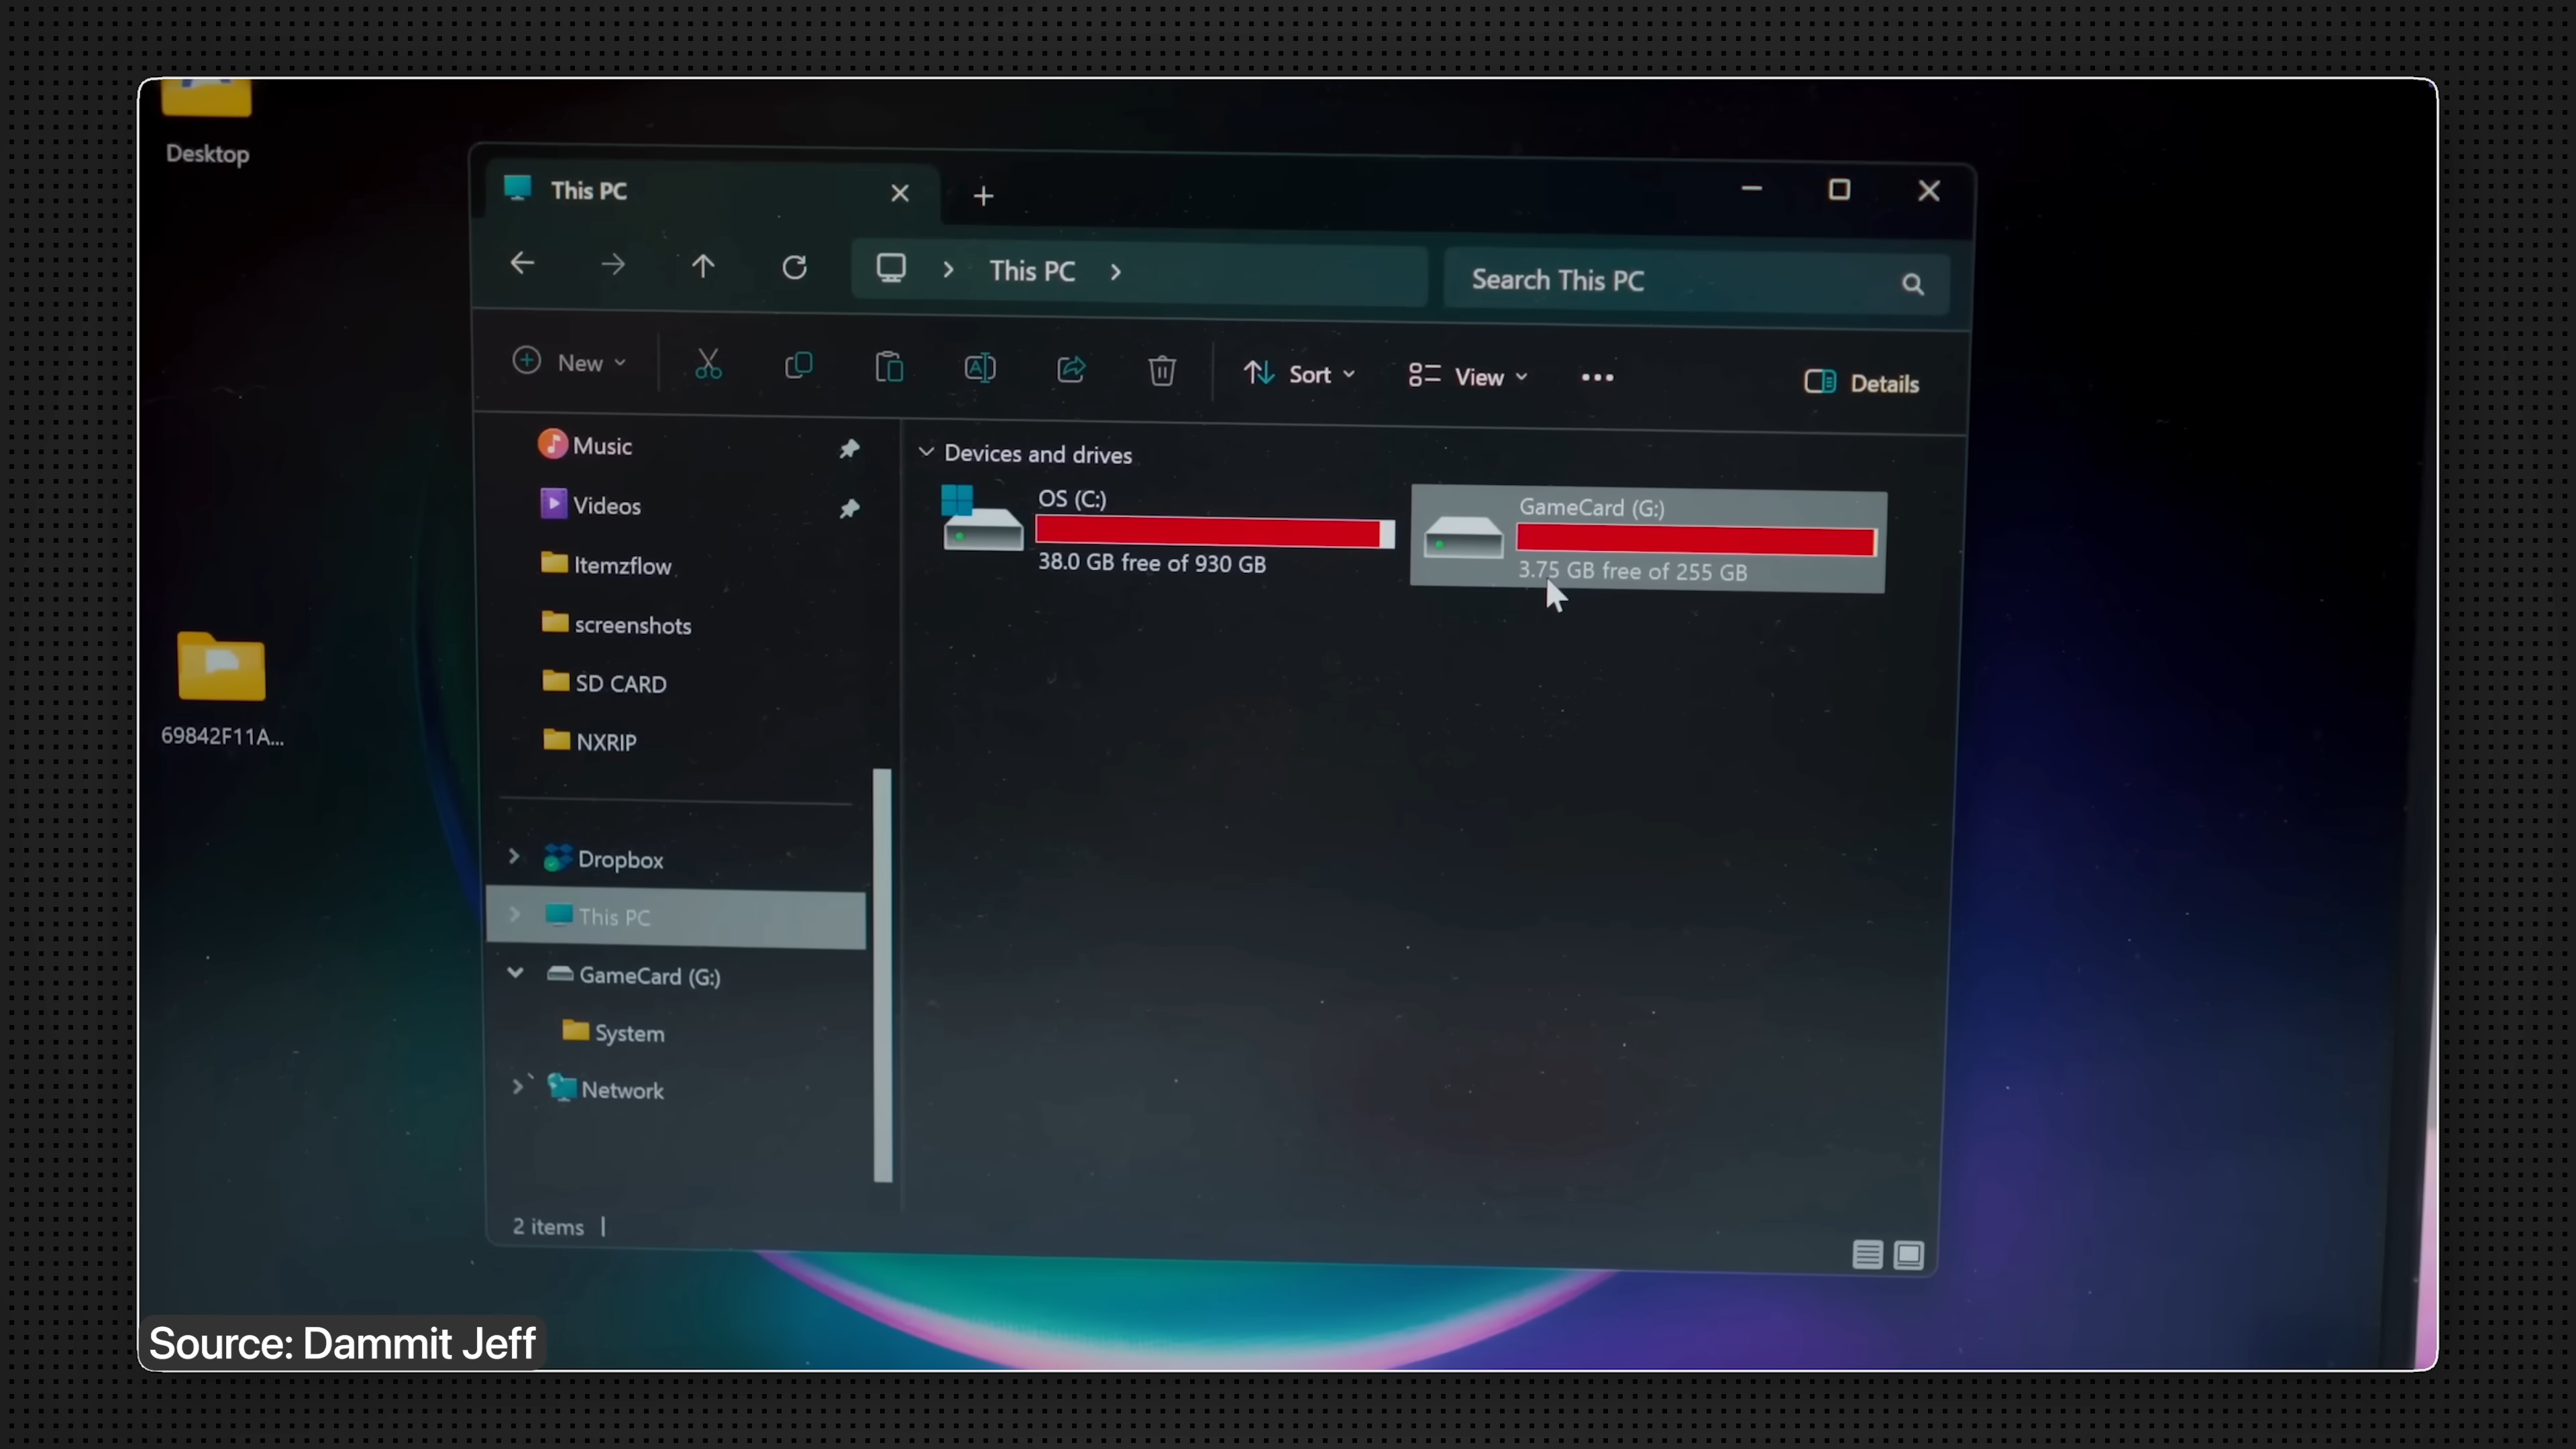 Desktop
69842F11A...
This PC
This PC
Search This PC
New
Sort
View
Details
Music
Videos
Itemzflow
screenshots
SD CARD
NXRIP
Dropbox
This PC
GameCard (G:)
System
Network
Devices and drives
OS (C:)
38.0 GB free of 930 GB
GameCard (G:)
3.75 GB free of 255 GB
2 items
Source: Dammit Jeff